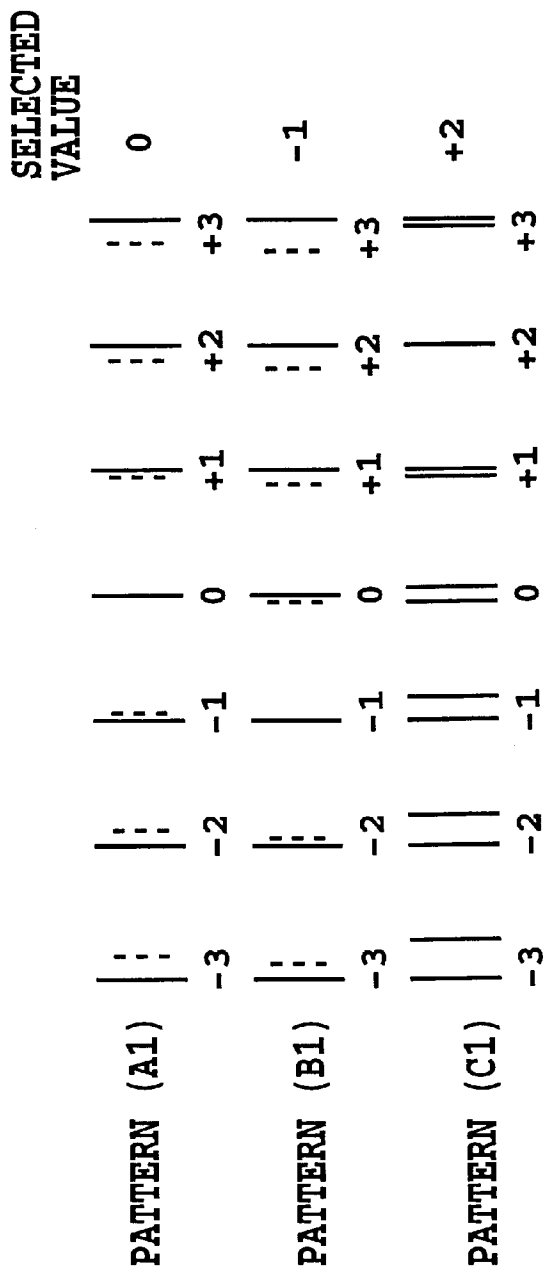 SELECTED
VALUE
PATTERN (A1) -3 -2 -1 0 +1 +2 +3 0
PATTERN (B1) -3 -2 -1 0 +1 +2 +3 -1
PATTERN (C1) -3 -2 -1 0 +1 +2 +3 +2